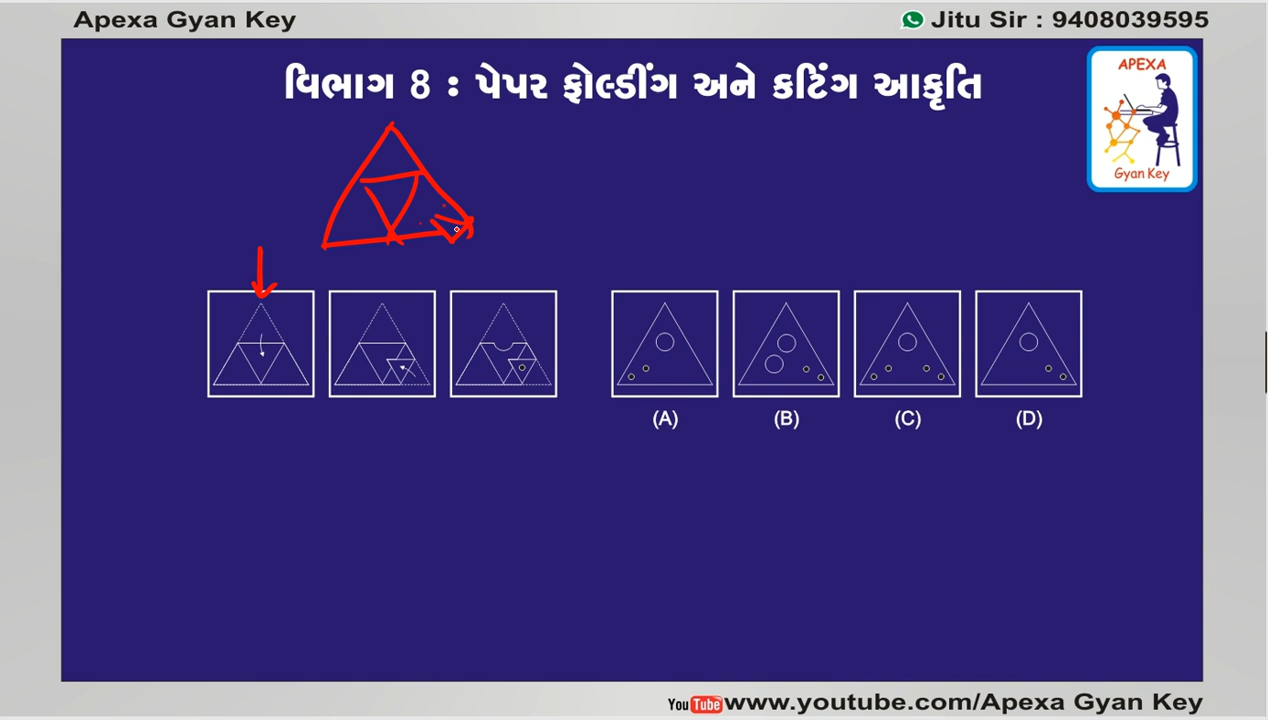 Apexa Gyan Key
Jitu Sir : 9408039595
વિભાગ 8 : પેપર ફોલ્ડીંગ અને કટિંગ આકૃતિ
APEXA
Gyan Key
(A) (B) (C) (D)
YouTube www.youtube.com/Apexa Gyan Key